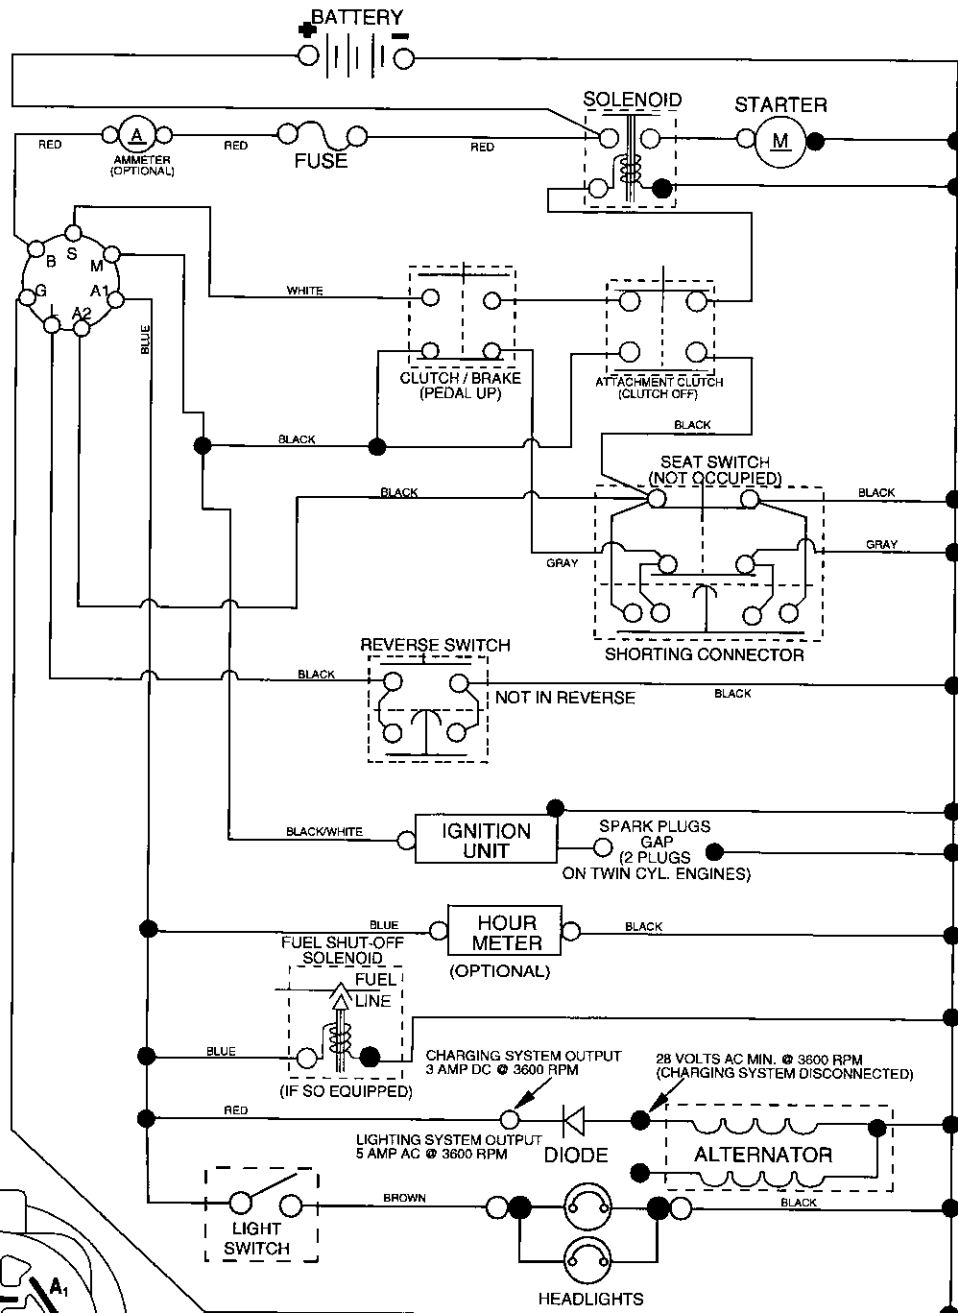 BATTERY
+
–
SOLENOID
STARTER
A
M
RED
AMMETER
(OPTIONAL)
RED
FUSE
RED
B
S
M
G
A1
L
A2
BLUE
WHITE
CLUTCH / BRAKE
(PEDAL UP)
ATTACHMENT CLUTCH
(CLUTCH OFF)
BLACK
BLACK
SEAT SWITCH
(NOT OCCUPIED)
BLACK
BLACK
GRAY
GRAY
SHORTING CONNECTOR
REVERSE SWITCH
BLACK
NOT IN REVERSE
BLACK
BLACK/WHITE
IGNITION
UNIT
SPARK PLUGS
GAP
(2 PLUGS
ON TWIN CYL. ENGINES)
BLUE
HOUR
METER
BLACK
(OPTIONAL)
FUEL SHUT-OFF
SOLENOID
FUEL
LINE
BLUE
(IF SO EQUIPPED)
CHARGING SYSTEM OUTPUT
3 AMP DC @ 3600 RPM
28 VOLTS AC MIN. @ 3600 RPM
(CHARGING SYSTEM DISCONNECTED)
RED
LIGHTING SYSTEM OUTPUT
5 AMP AC @ 3600 RPM
DIODE
ALTERNATOR
LIGHT
SWITCH
BROWN
BLACK
HEADLIGHTS
A₁